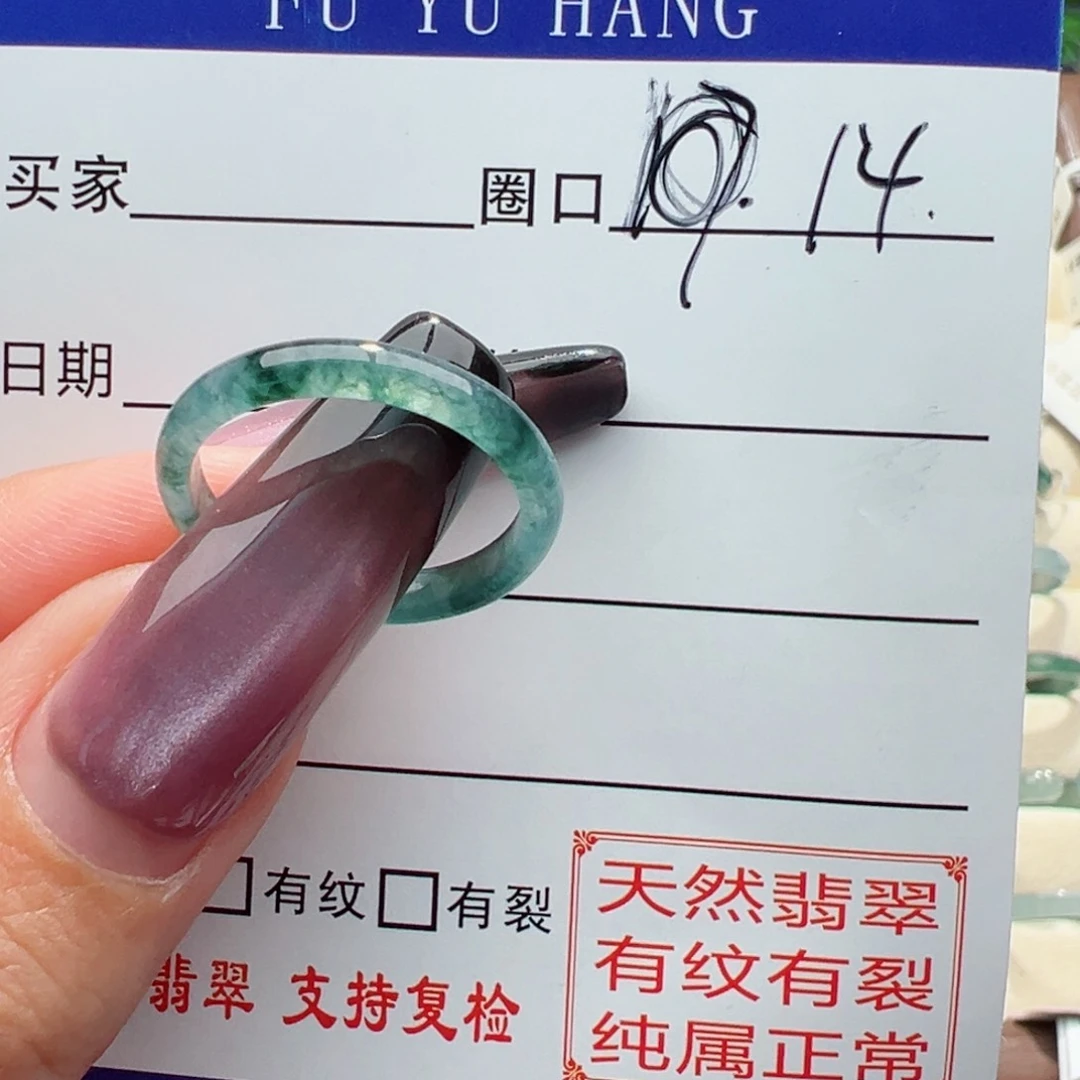 FU YU HANG
买家 圈口 14.
日期
有纹 有裂
翡翠 支持复检
天然翡翠
有纹有裂
纯属正常